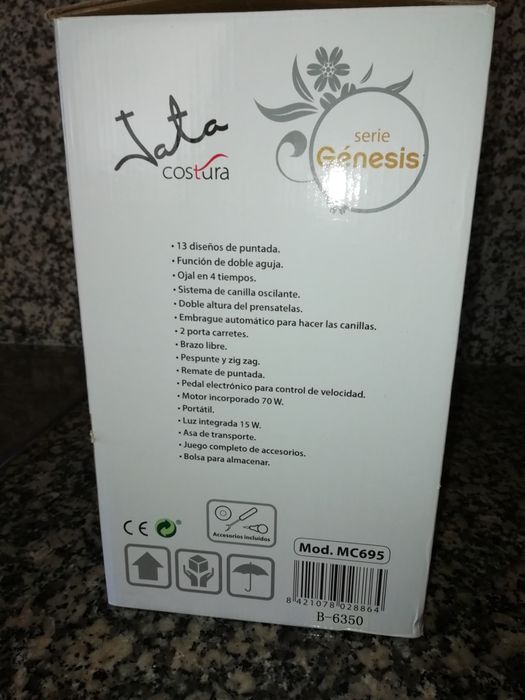 Jata
costura
serie
Génesis
• 13 diseños de puntada.
• Función de doble aguja.
• Ojal en 4 tiempos.
• Sistema de canilla oscilante.
• Doble altura del prensatelas.
• Embrague automático para hacer las canillas.
• 2 porta carretes.
• Brazo libre.
• Pespunte y zig zag.
• Remate de puntada.
• Pedal electrónico para control de velocidad.
• Motor incorporado 70 W.
• Portátil.
• Luz integrada 15 W.
• Asa de transporte.
• Juego completo de accesorios.
• Bolsa para almacenar.
CE
Accesorios incluidos
Mod. MC695
8 421078 028864
B-6350